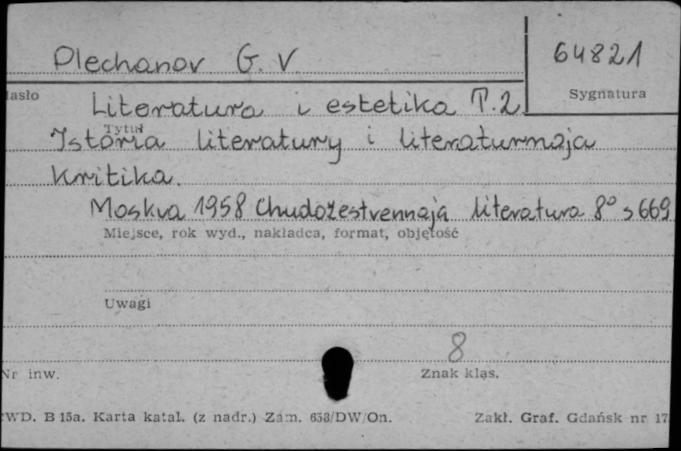 Plechanov G. V
64821
asło
Sygnatura
Literatura i estetika T. 2
Tytuł
Istoria literatury i literaturnaja
kritika.
Moskva 1958 Chudožestvennaja literatura 8° s 669
Miejsce, rok wyd., nakładca, format, objętość
Uwagi
8
Nr inw.
Znak klas.
WD. B 15a. Karta katal. (z nadr.) Zam. 653/DW/On.
Zakł. Graf. Gdańsk nr 17